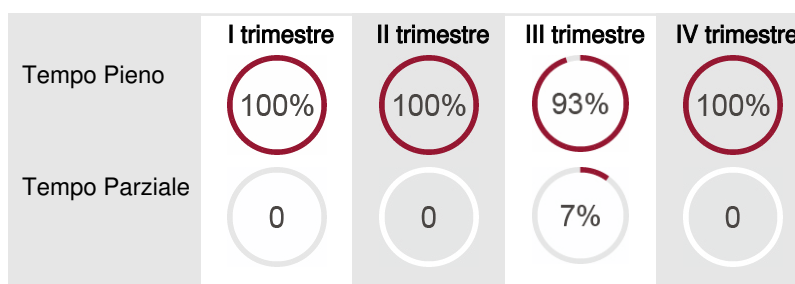 I trimestre II trimestre III trimestre IV trimestre
Tempo Pieno 100% 100% 93% 100%
Tempo Parziale 0 0 7% 0